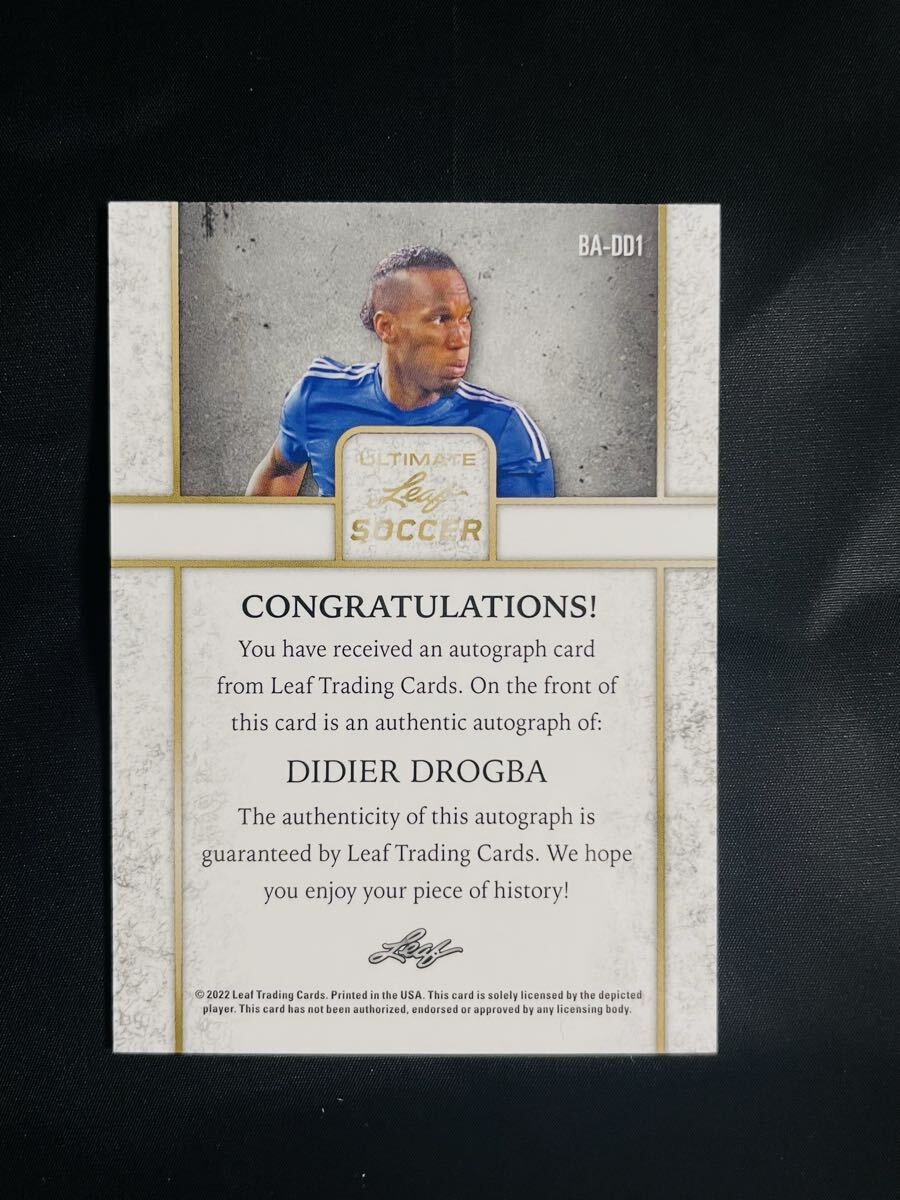 BA-DD1
ULTIMATE
Leaf
SOCCER
CONGRATULATIONS!
You have received an autograph card
from Leaf Trading Cards. On the front of
this card is an authentic autograph of:
DIDIER DROGBA
The authenticity of this autograph is
guaranteed by Leaf Trading Cards. We hope
you enjoy your piece of history!
Leaf
© 2022 Leaf Trading Cards. Printed in the USA. This card is solely licensed by the depicted
player. This card has not been authorized, endorsed or approved by any licensing body.